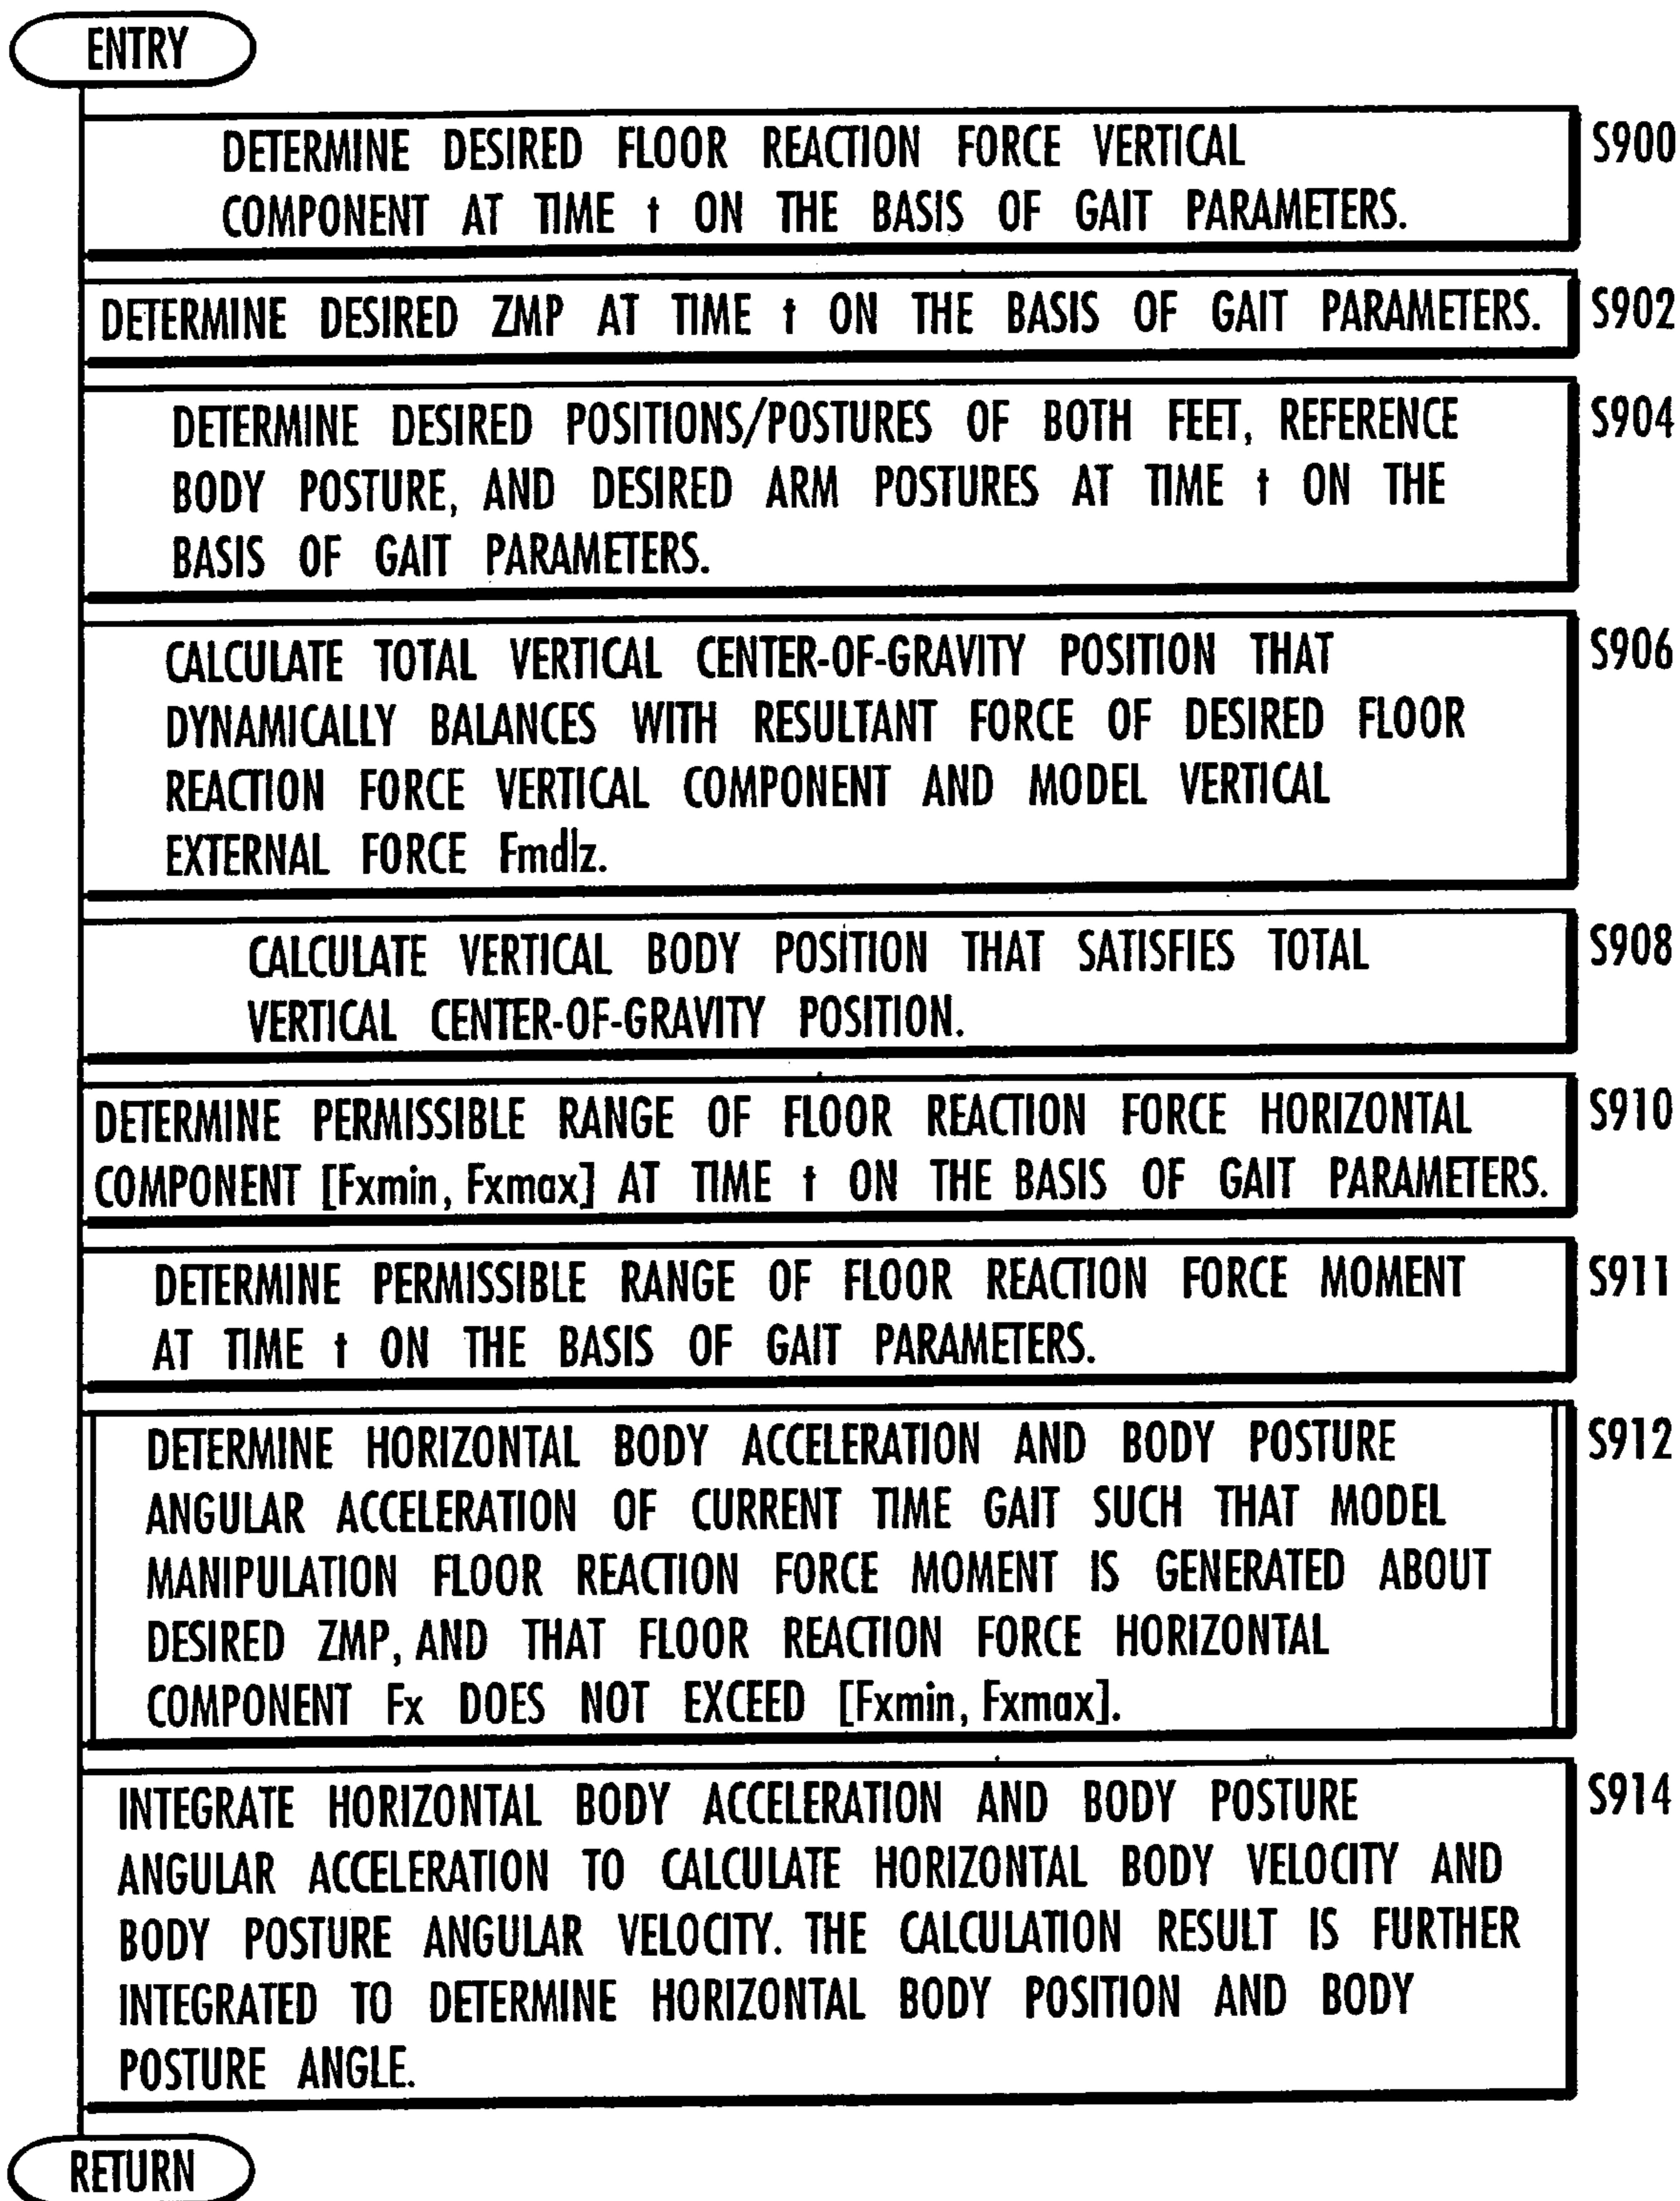 ENTRY
DETERMINE DESIRED FLOOR REACTION FORCE VERTICAL
COMPONENT AT TIME t ON THE BASIS OF GAIT PARAMETERS.
S900
DETERMINE DESIRED ZMP AT TIME t ON THE BASIS OF GAIT PARAMETERS.
S902
DETERMINE DESIRED POSITIONS/POSTURES OF BOTH FEET, REFERENCE
BODY POSTURE, AND DESIRED ARM POSTURES AT TIME t ON THE
BASIS OF GAIT PARAMETERS.
S904
CALCULATE TOTAL VERTICAL CENTER-OF-GRAVITY POSITION THAT
DYNAMICALLY BALANCES WITH RESULTANT FORCE OF DESIRED FLOOR
REACTION FORCE VERTICAL COMPONENT AND MODEL VERTICAL
EXTERNAL FORCE Fmdlz.
S906
CALCULATE VERTICAL BODY POSITION THAT SATISFIES TOTAL
VERTICAL CENTER-OF-GRAVITY POSITION.
S908
DETERMINE PERMISSIBLE RANGE OF FLOOR REACTION FORCE HORIZONTAL
COMPONENT [Fxmin, Fxmax] AT TIME t ON THE BASIS OF GAIT PARAMETERS.
S910
DETERMINE PERMISSIBLE RANGE OF FLOOR REACTION FORCE MOMENT
AT TIME t ON THE BASIS OF GAIT PARAMETERS.
S911
DETERMINE HORIZONTAL BODY ACCELERATION AND BODY POSTURE
ANGULAR ACCELERATION OF CURRENT TIME GAIT SUCH THAT MODEL
MANIPULATION FLOOR REACTION FORCE MOMENT IS GENERATED ABOUT
DESIRED ZMP, AND THAT FLOOR REACTION FORCE HORIZONTAL
COMPONENT Fx DOES NOT EXCEED [Fxmin, Fxmax].
S912
INTEGRATE HORIZONTAL BODY ACCELERATION AND BODY POSTURE
ANGULAR ACCELERATION TO CALCULATE HORIZONTAL BODY VELOCITY AND
BODY POSTURE ANGULAR VELOCITY. THE CALCULATION RESULT IS FURTHER
INTEGRATED TO DETERMINE HORIZONTAL BODY POSITION AND BODY
POSTURE ANGLE.
S914
RETURN